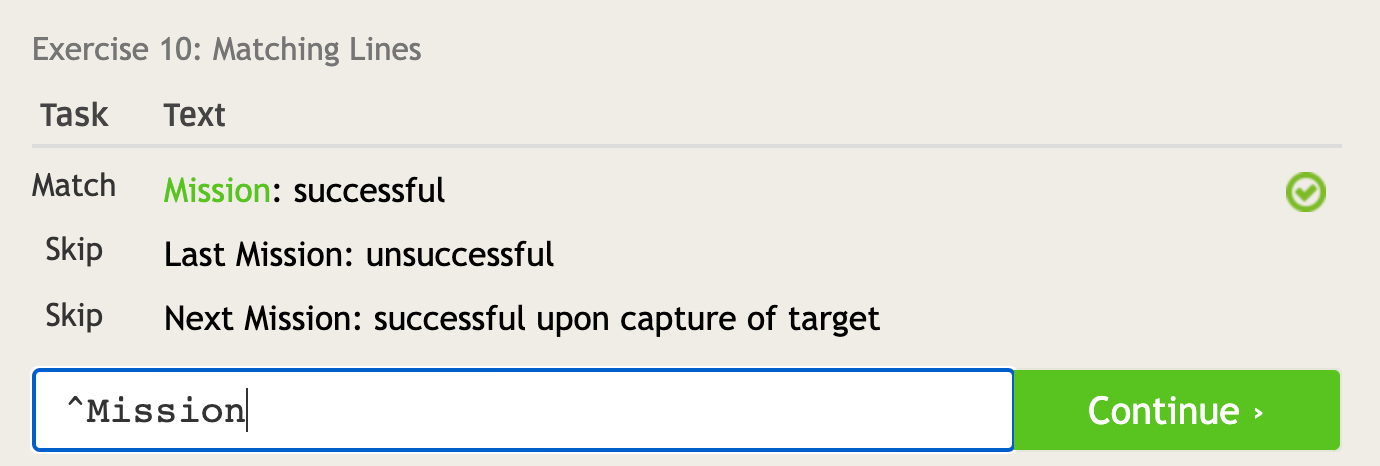 Exercise 10: Matching Lines
Task Text
Match Mission: successful
Skip Last Mission: unsuccessful
Skip Next Mission: successful upon capture of target
^Mission Continue ›